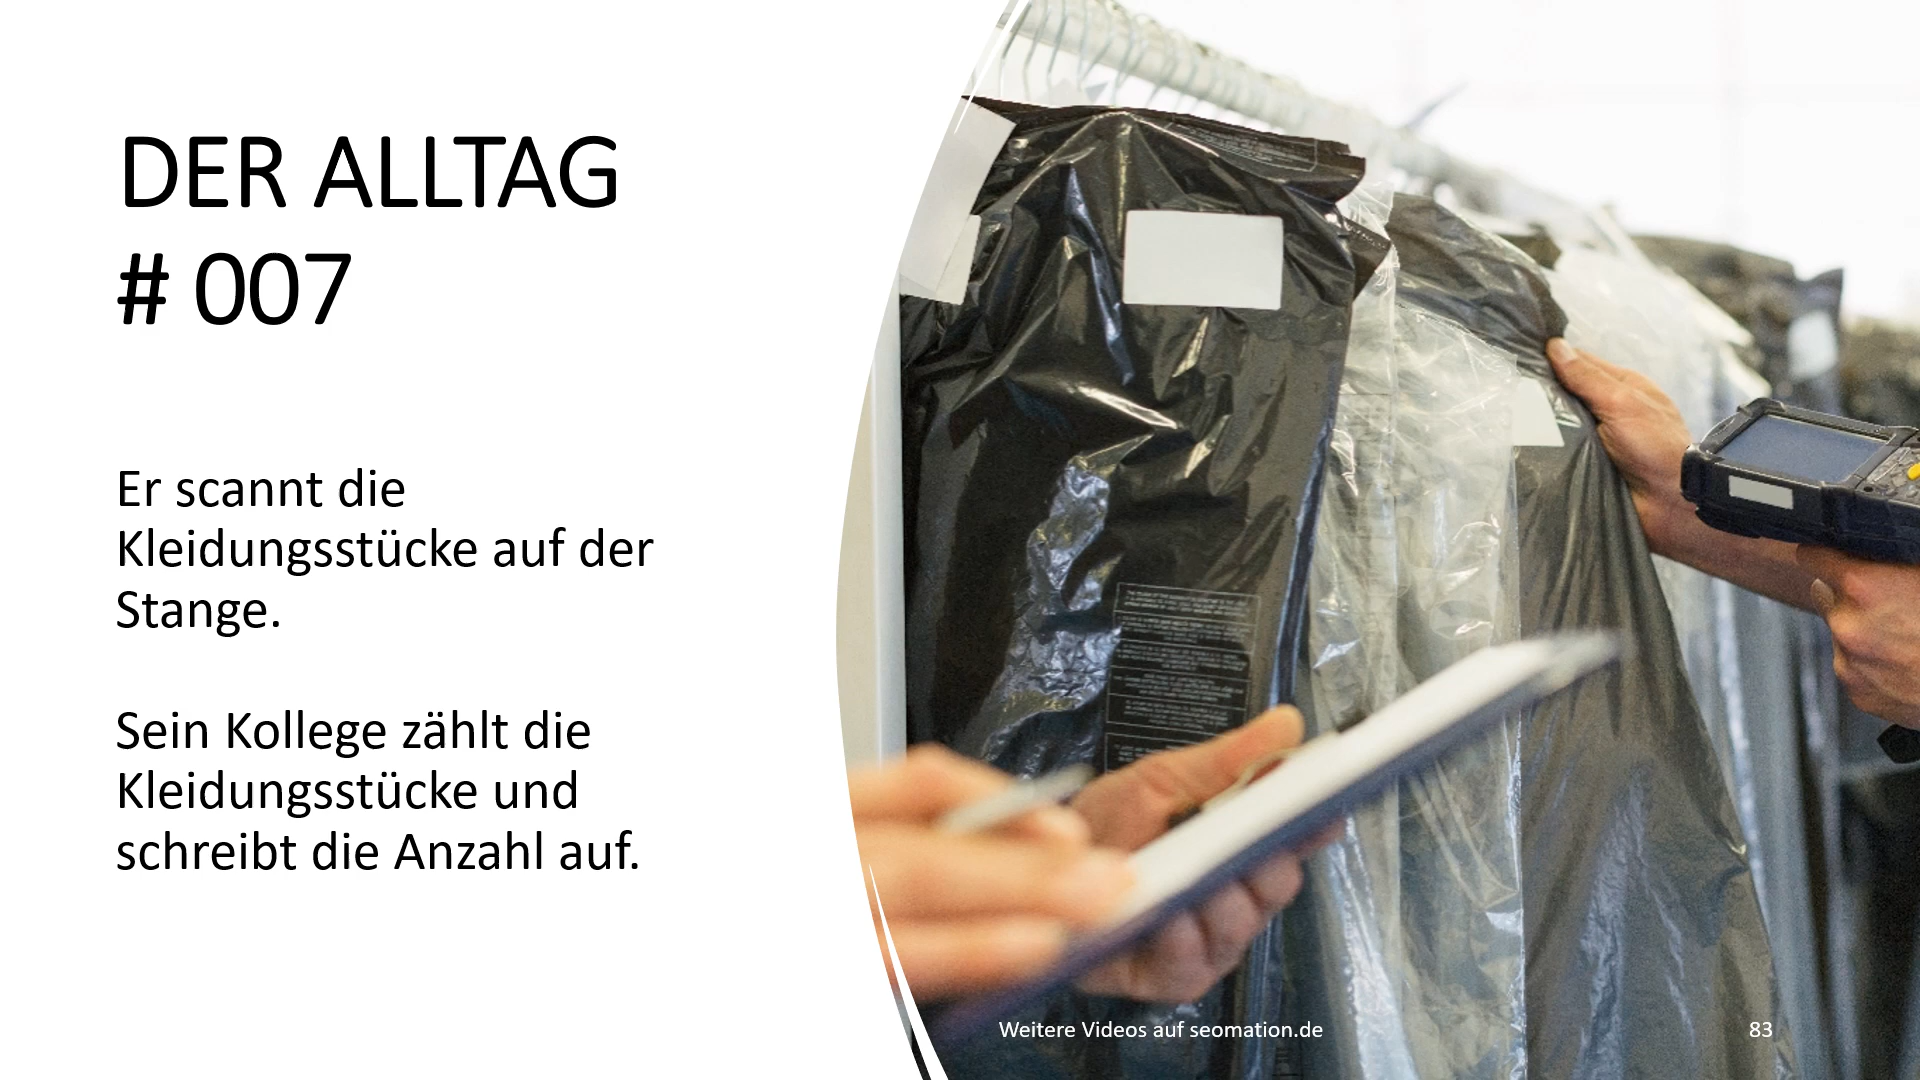 DER ALLTAG
# 007
Er scannt die
Kleidungsstücke auf der
Stange.
Sein Kollege zählt die
Kleidungsstücke und
schreibt die Anzahl auf.
Weitere Videos auf seomation.de
83